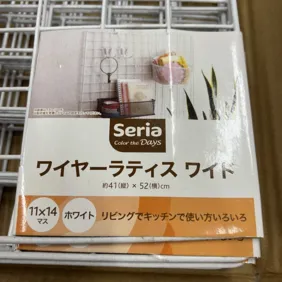 Seria
Color the Days
ワイヤーラティス ワイド
約41(縦)×52(横)cm
11×14
マス
ホワイト
リビングでキッチンで使い方いろいろ